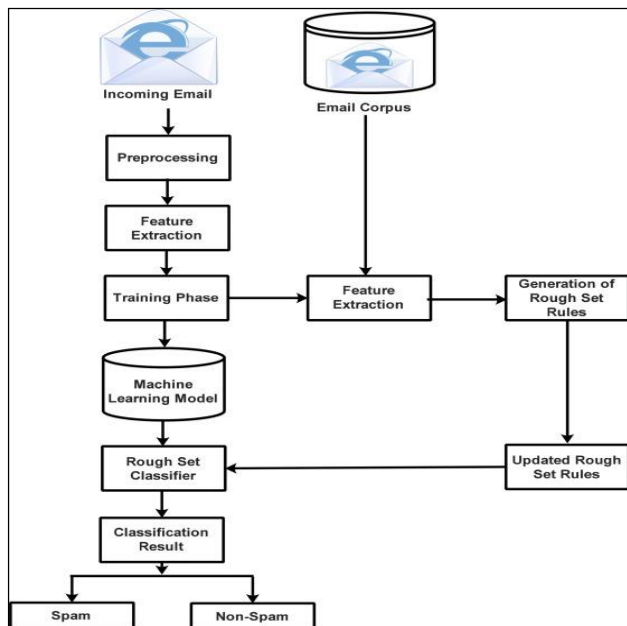 Incoming Email
Email Corpus
Preprocessing
Feature
Extraction
Training Phase
Feature
Extraction
Generation of
Rough Set
Rules
Machine
Learning Model
Rough Set
Classifier
Updated Rough
Set Rules
Classification
Result
Spam
Non-Spam